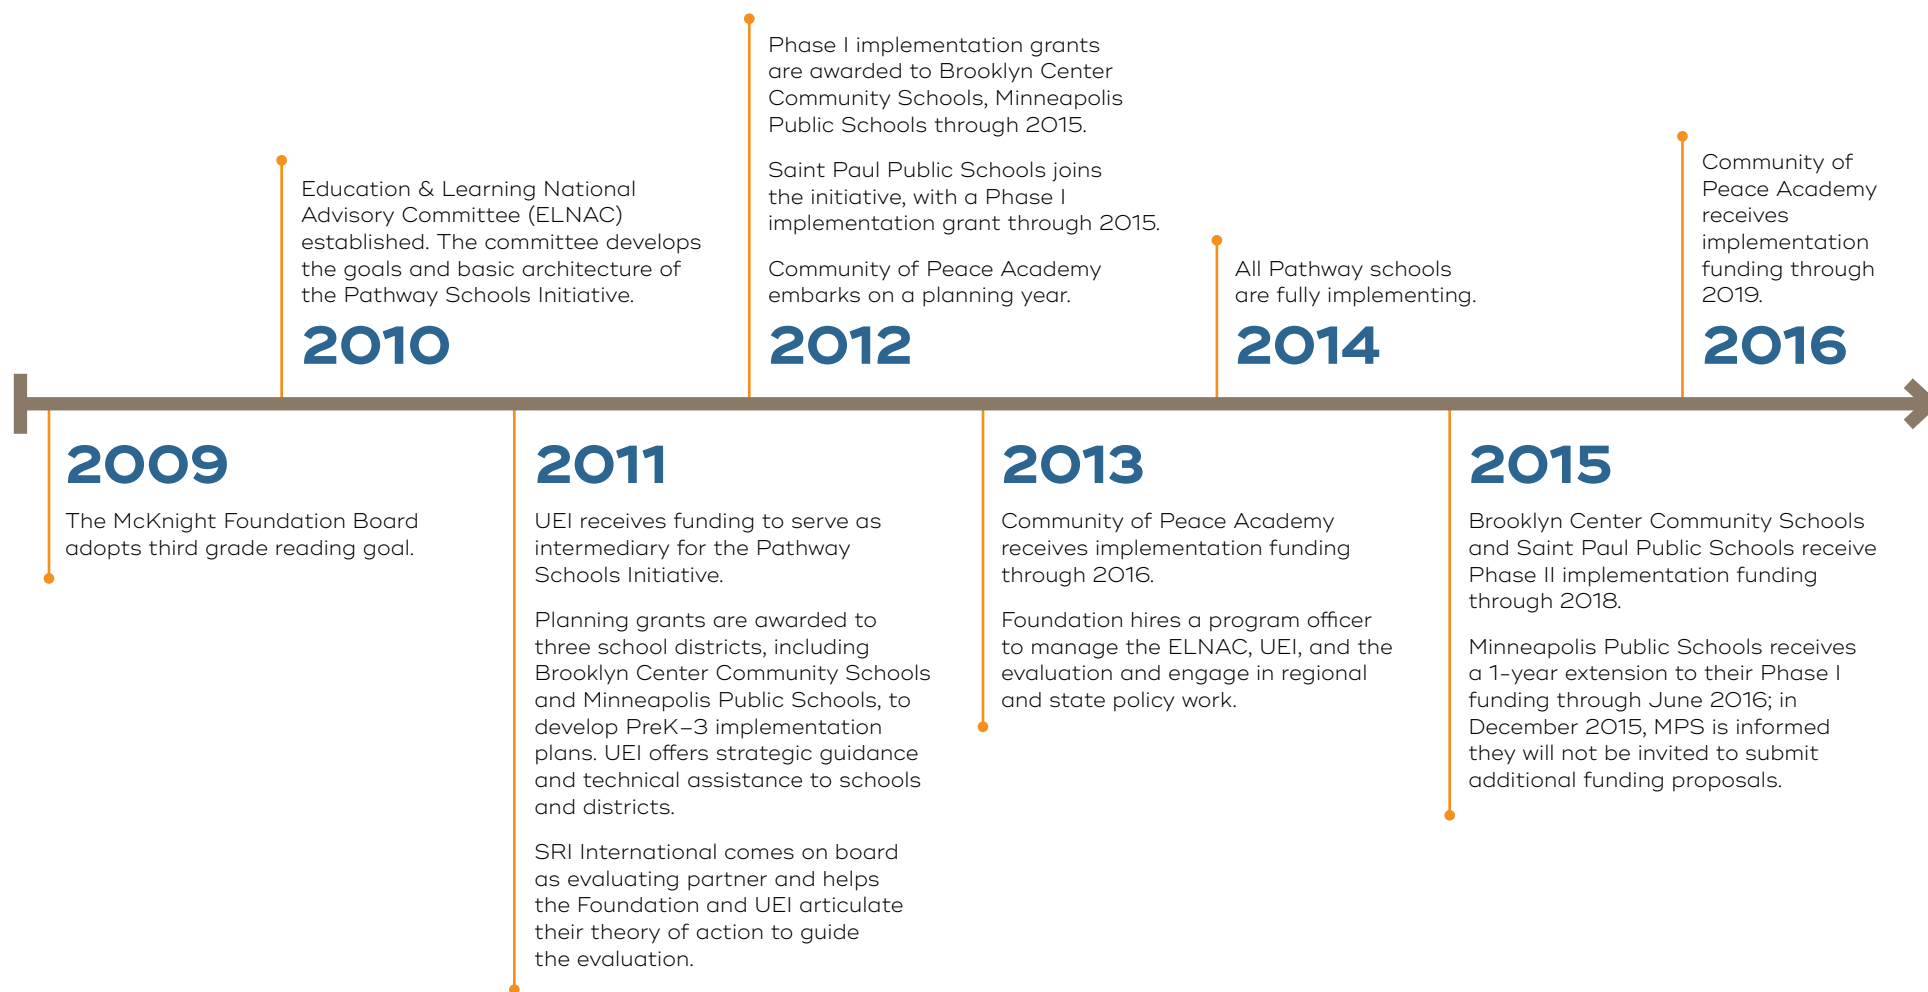 Phase I implementation grants
are awarded to Brooklyn Center
Community Schools, Minneapolis
Public Schools through 2015.
Saint Paul Public Schools joins
the initiative, with a Phase I
implementation grant through 2015.
Community of Peace Academy
embarks on a planning year.
2012
Education & Learning National
Advisory Committee (ELNAC)
established. The committee develops
the goals and basic architecture of
the Pathway Schools Initiative.
2010
All Pathway schools
are fully implementing.
2014
Community of
Peace Academy
receives
implementation
funding through
2019.
2016
2009
The McKnight Foundation Board
adopts third grade reading goal.
2011
UEI receives funding to serve as
intermediary for the Pathway
Schools Initiative.
Planning grants are awarded to
three school districts, including
Brooklyn Center Community Schools
and Minneapolis Public Schools, to
develop PreK–3 implementation
plans. UEI offers strategic guidance
and technical assistance to schools
and districts.
SRI International comes on board
as evaluating partner and helps
the Foundation and UEI articulate
their theory of action to guide
the evaluation.
2013
Community of Peace Academy
receives implementation funding
through 2016.
Foundation hires a program officer
to manage the ELNAC, UEI, and the
evaluation and engage in regional
and state policy work.
2015
Brooklyn Center Community Schools
and Saint Paul Public Schools receive
Phase II implementation funding
through 2018.
Minneapolis Public Schools receives
a 1-year extension to their Phase I
funding through June 2016; in
December 2015, MPS is informed
they will not be invited to submit
additional funding proposals.